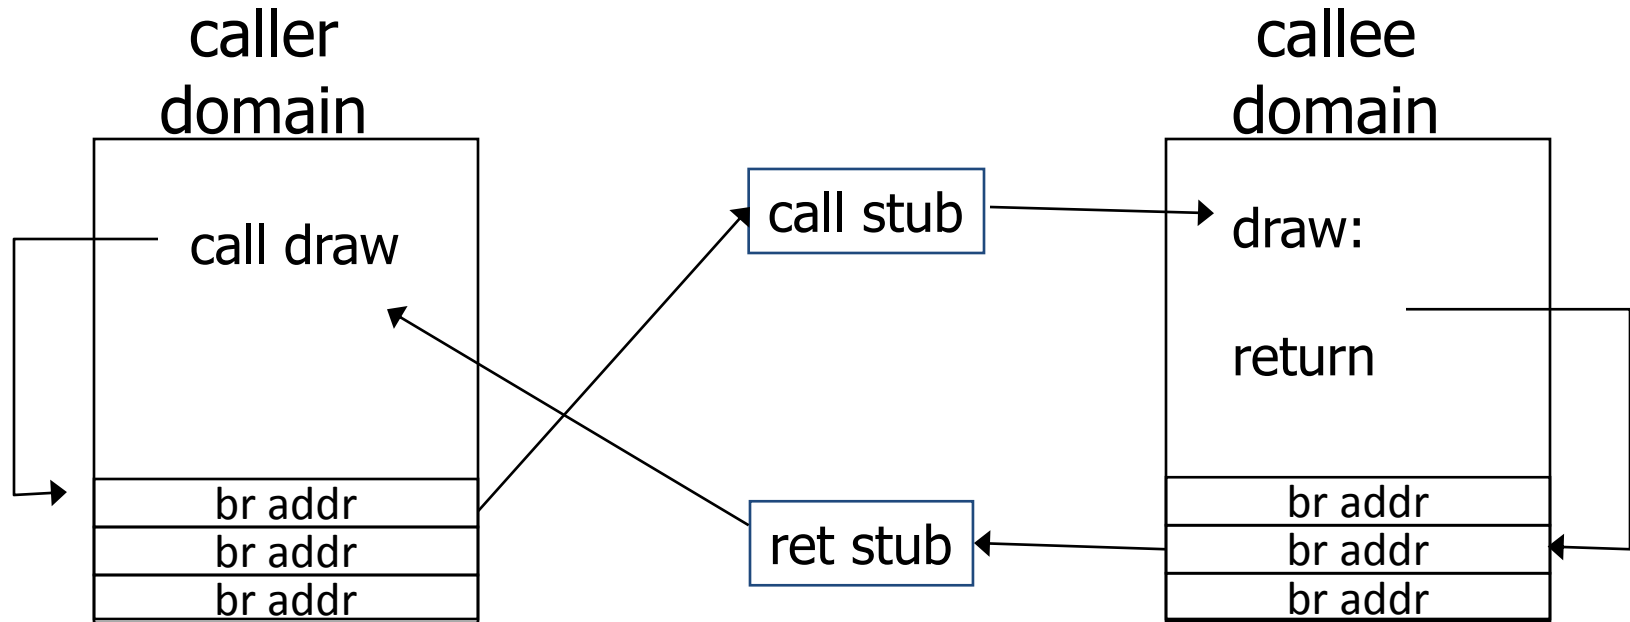 caller
domain
call draw
br addr
br addr
br addr
call stub
ret stub
callee
domain
draw:
return
br addr
br addr
br addr